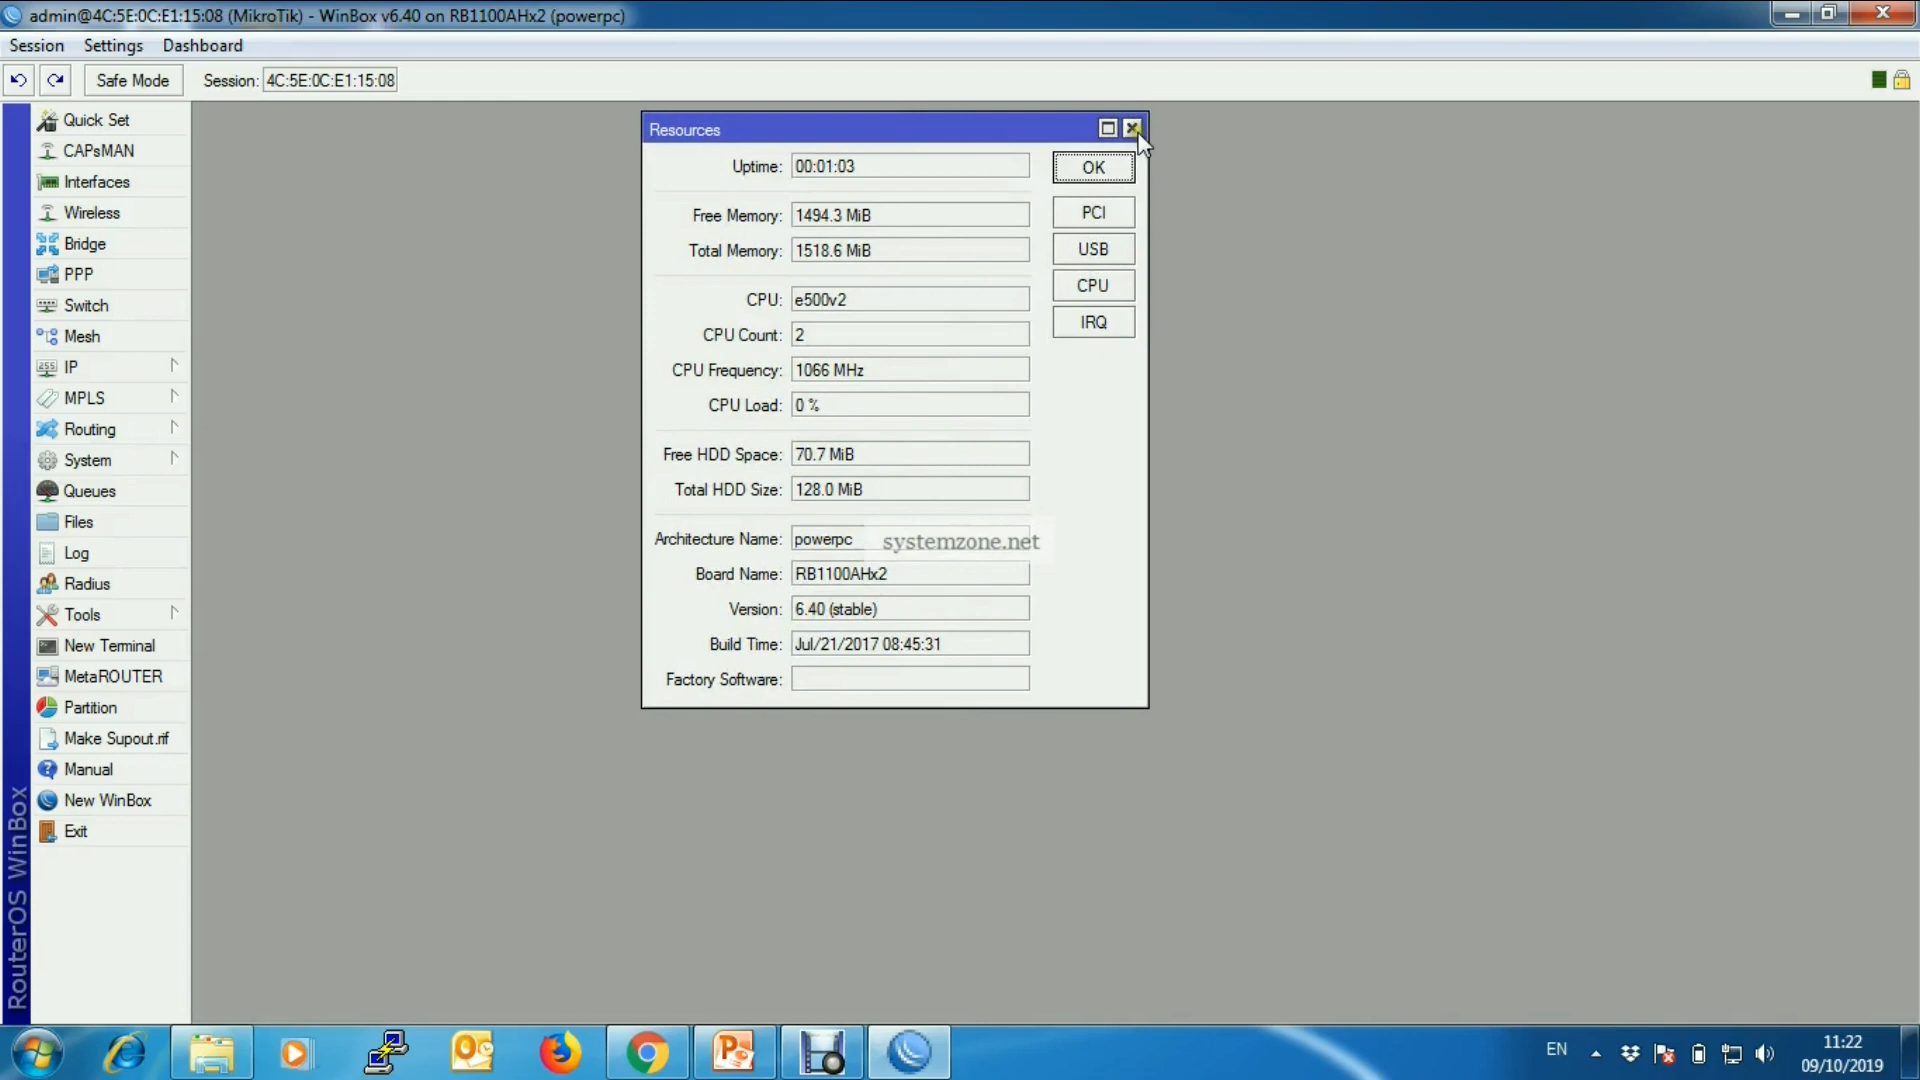 admin@4C:5E:0C:E1:15:08 (MikroTik) - WinBox v6.40 on RB1100AHx2 (powerpc)
Session Settings Dashboard
Safe Mode Session: 4C:5E:0C:E1:15:08
Quick Set
CAPsMAN
Interfaces
Wireless
Bridge
PPP
Switch
Mesh
255 IP
MPLS
Routing
System
Queues
Files
Log
Radius
Tools
New Terminal
MetaROUTER
Partition
Make Supout.rif
Manual
New WinBox
Exit
RouterOS WinBox
Resources
Uptime: 00:01:03
Free Memory: 1494.3 MiB
Total Memory: 1518.6 MiB
CPU: e500v2
CPU Count: 2
CPU Frequency: 1066 MHz
CPU Load: 0 %
Free HDD Space: 70.7 MiB
Total HDD Size: 128.0 MiB
Architecture Name: powerpc
Board Name: RB1100AHx2
Version: 6.40 (stable)
Build Time: Jul/21/2017 08:45:31
Factory Software:
OK
PCI
USB
CPU
IRQ
systemzone.net
EN
11:22
09/10/2019